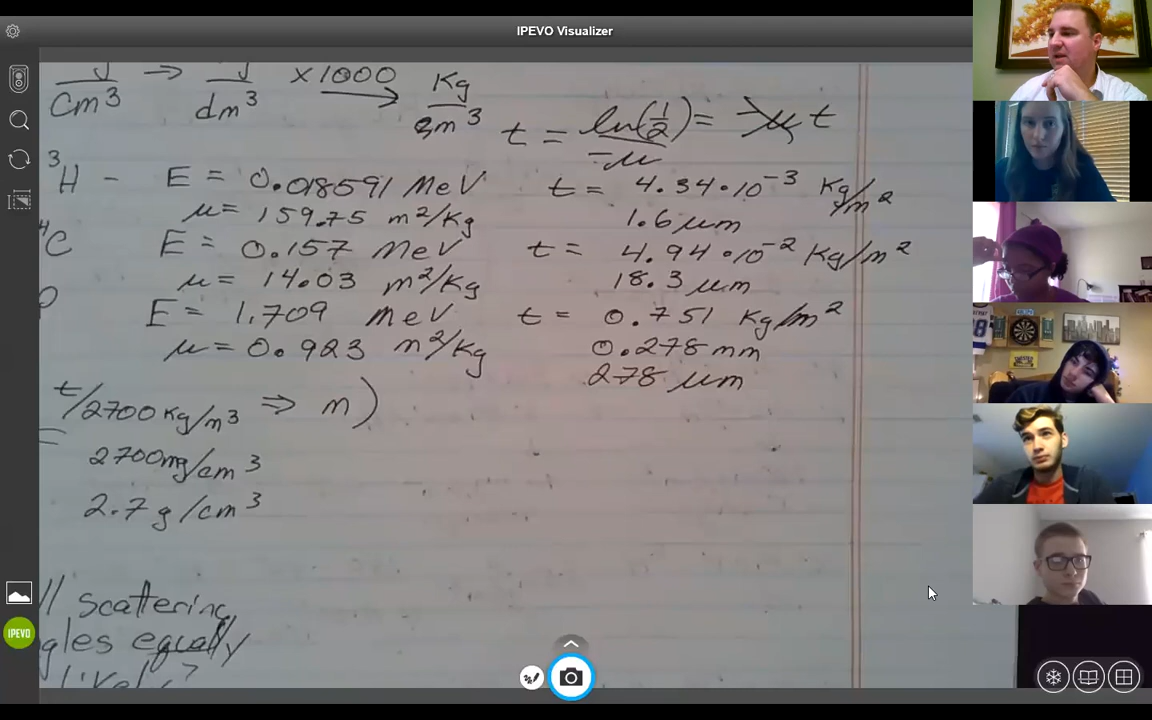 IPEVO Visualizer
cm³ → dm³ ×1000 → Kg/m³
t = ln(1/2)/-μ = -μt
³H - E = 0.018591 MeV t = 4.34·10⁻³ Kg/m²
μ = 159.75 m²/Kg 1.6 μm
C E = 0.157 MeV t = 4.94·10⁻² Kg/m²
μ = 14.03 m²/Kg 18.3 μm
P E = 1.709 MeV t = 0.751 Kg/m²
μ = 0.923 m²/Kg 0.278 mm
278 μm
t/2700 Kg/m³ ⇒ m)
2700mg/cm³
2.7 g/cm³
scattering
gles equally
IPEVO